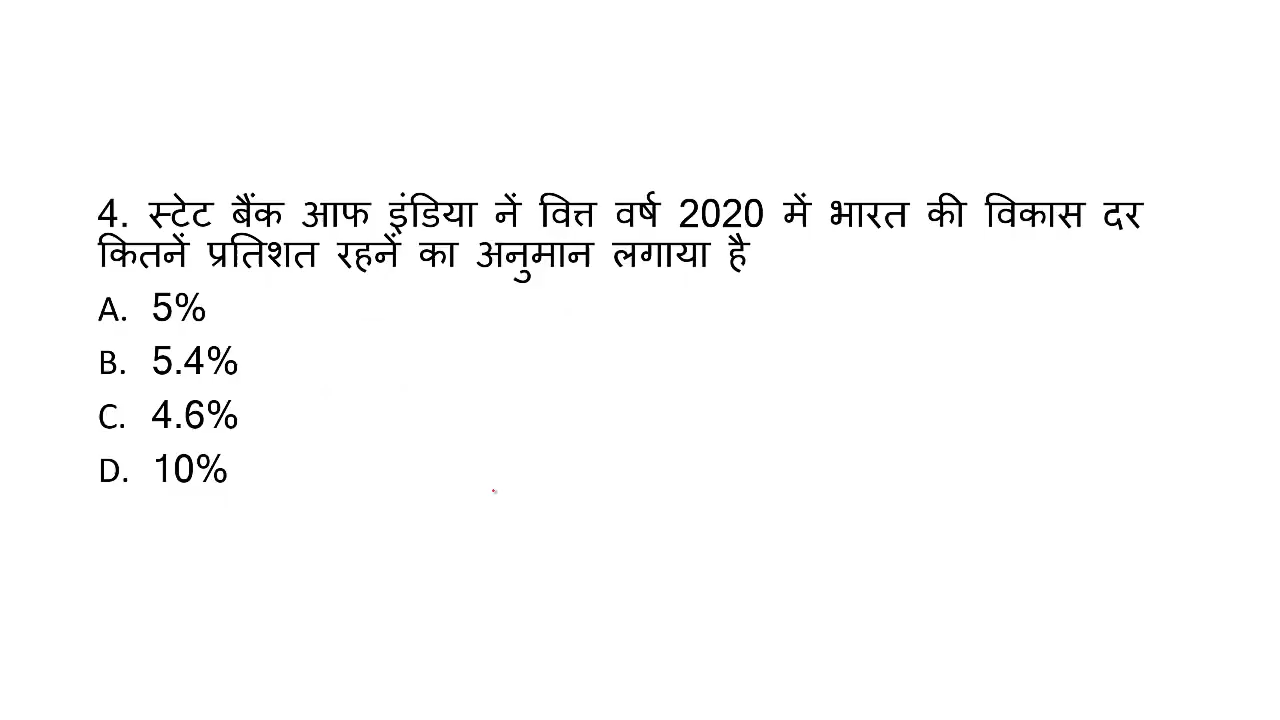 4. स्टेट बैंक आफ इंडिया नें वित्त वर्ष 2020 में भारत की विकास दर
कितनें प्रतिशत रहनें का अनुमान लगाया है
A. 5%
B. 5.4%
C. 4.6%
D. 10%